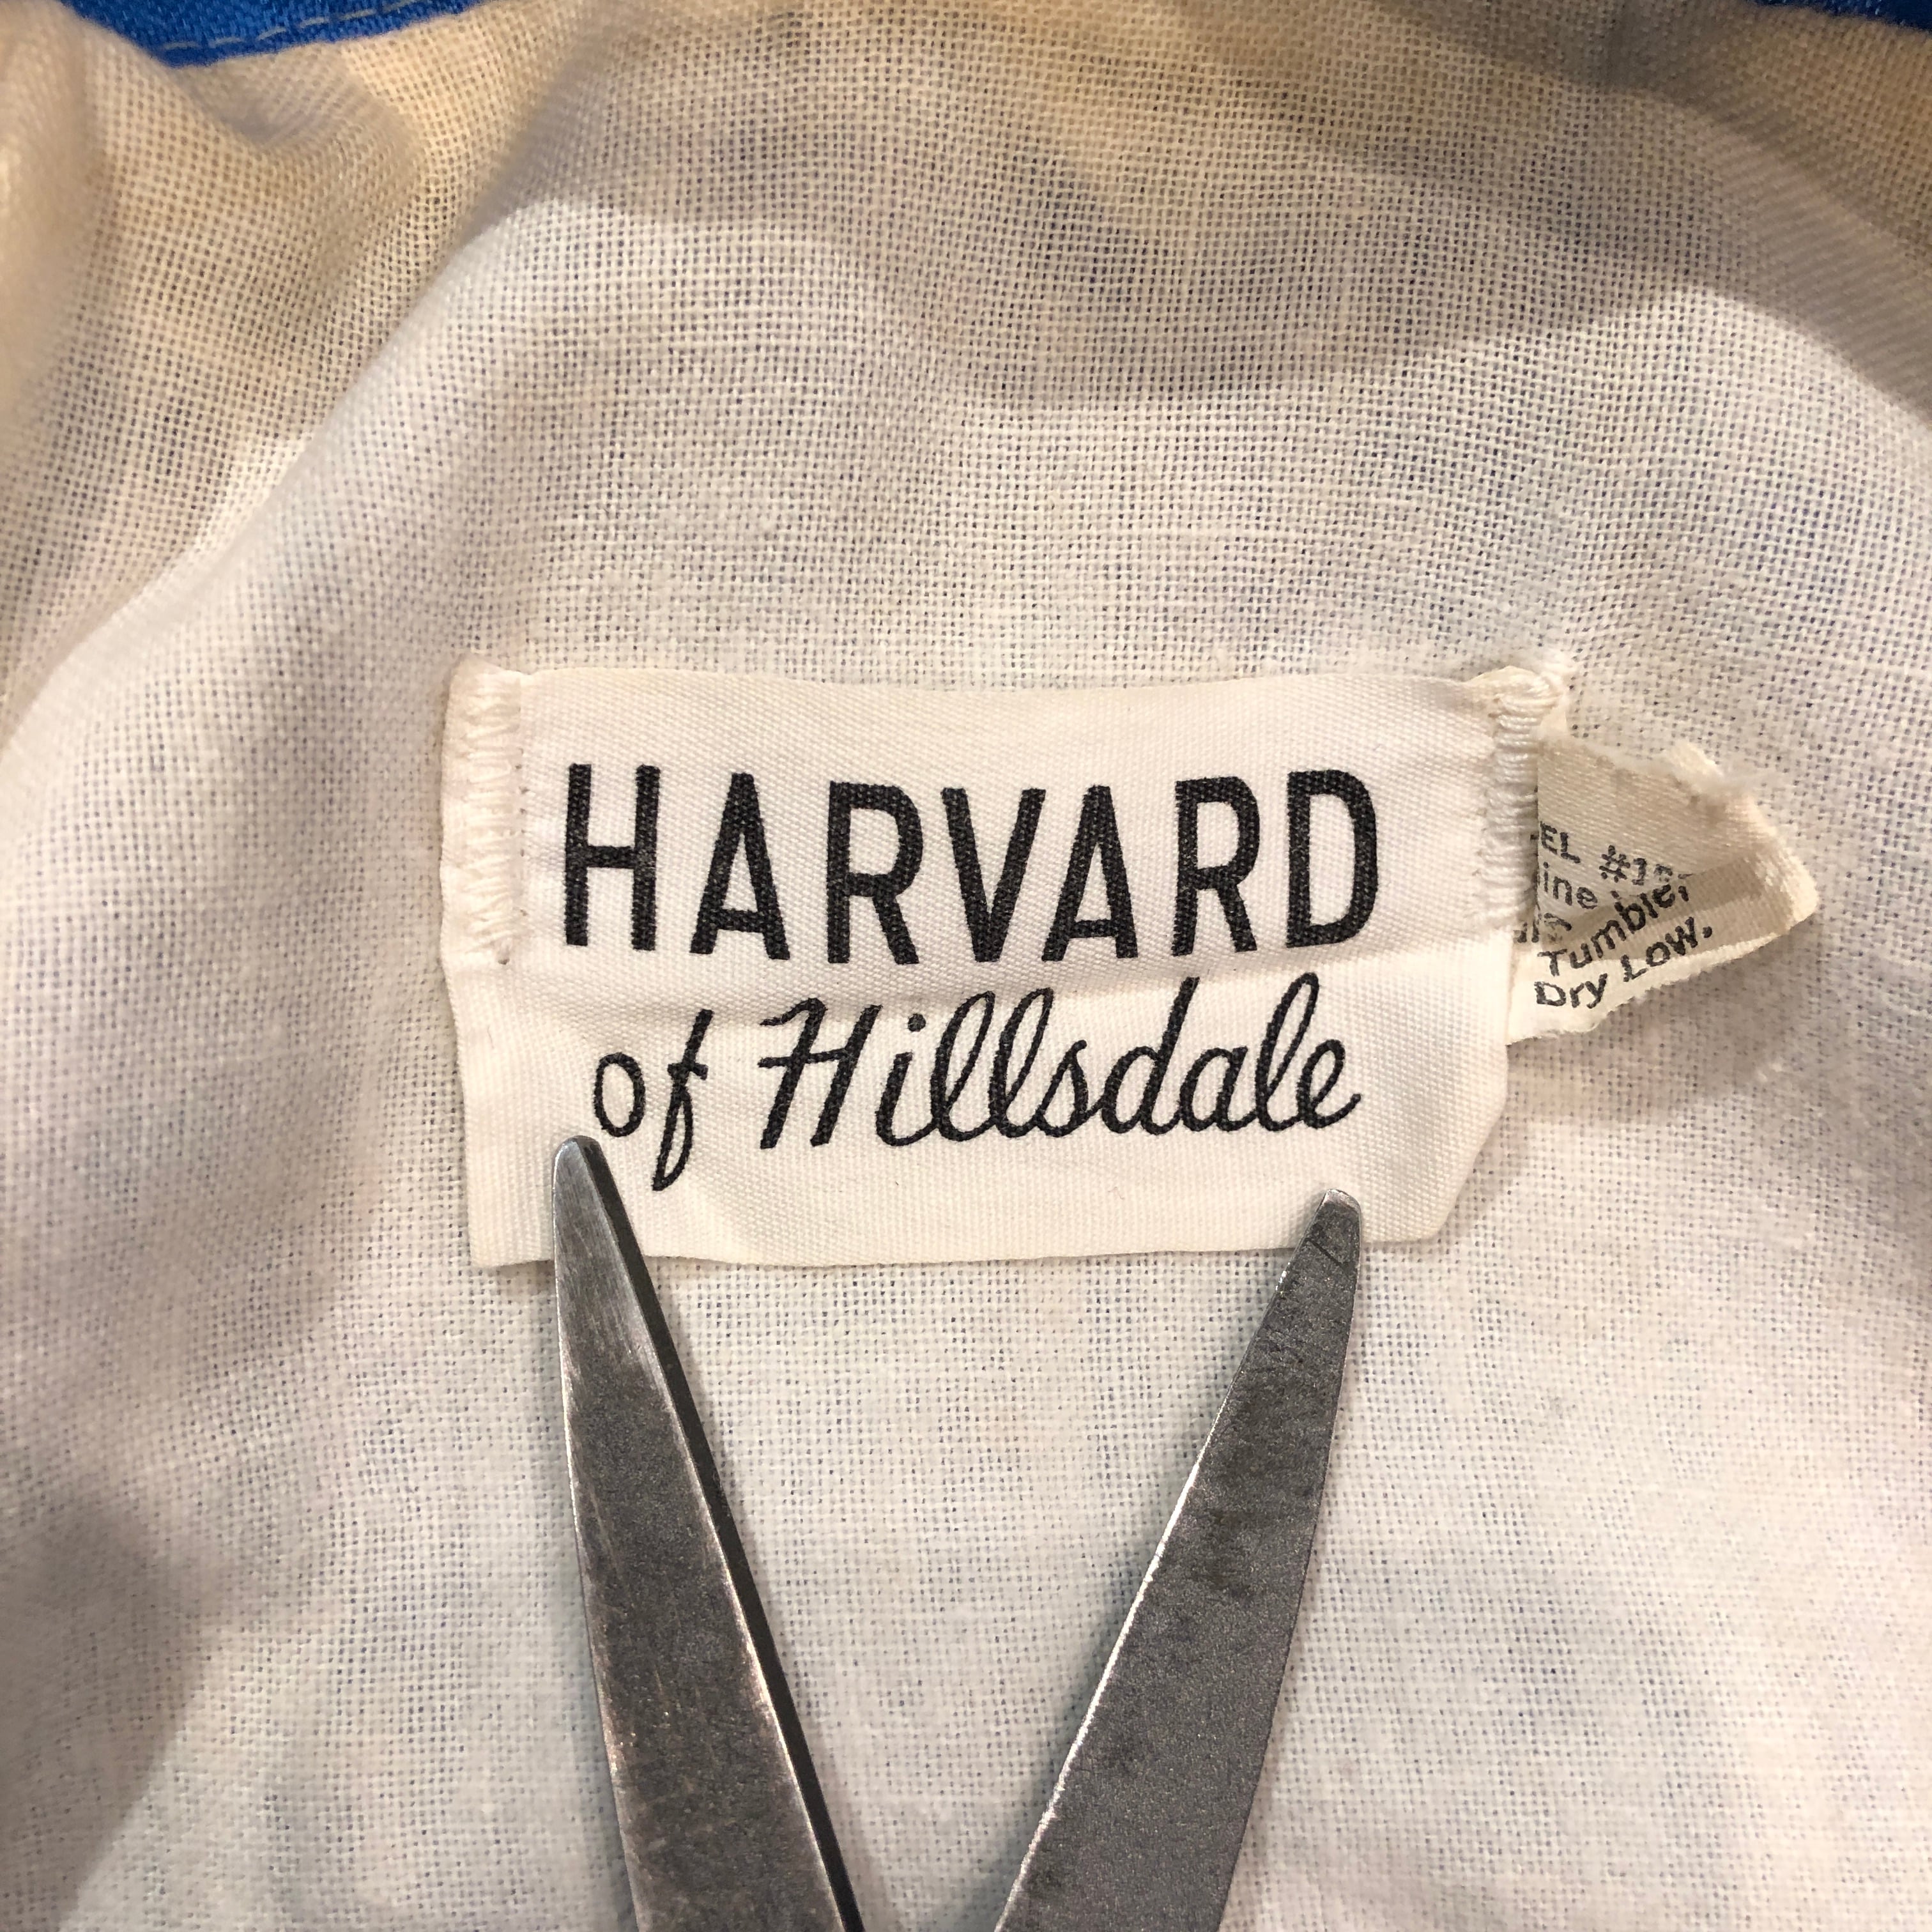 HARVARD
of Hillsdale
Tumble,
Dry Low.